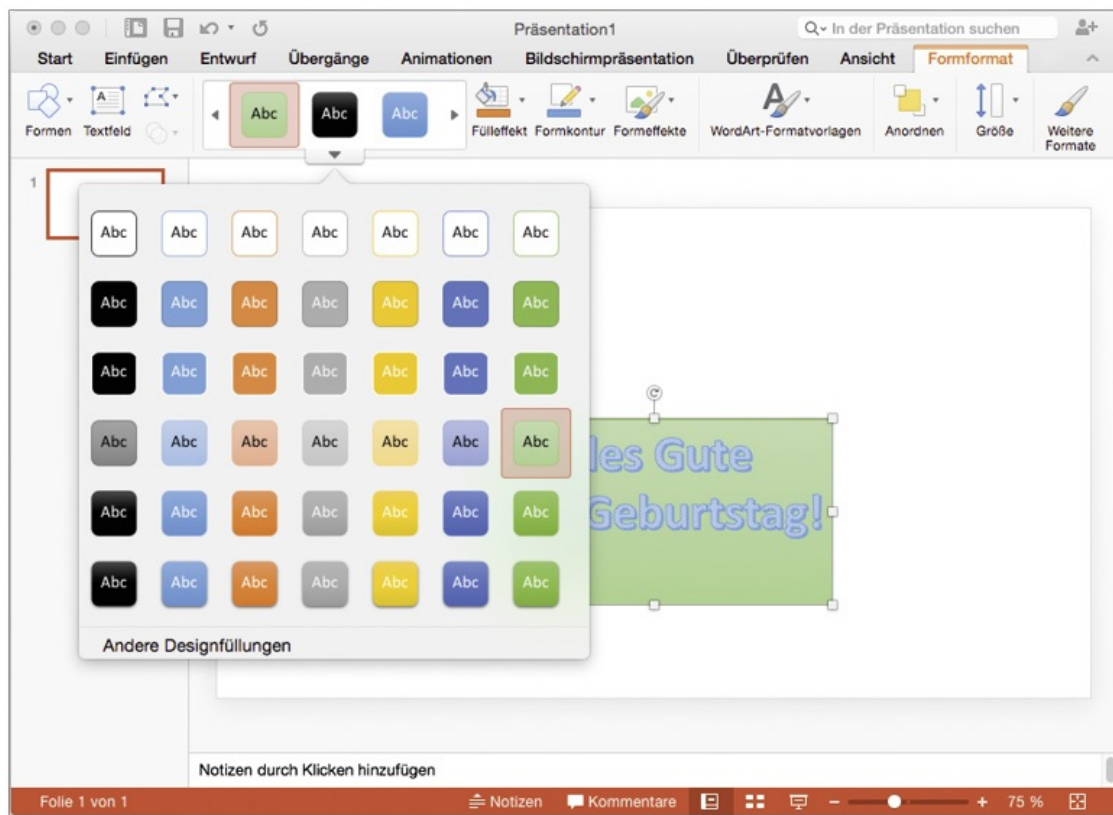 Präsentation1
In der Präsentation suchen
Start Einfügen Entwurf Übergänge Animationen Bildschirmpräsentation Überprüfen Ansicht Formformat
Abc Abc Abc
Formen Textfeld Fülleffekt Formkontur Formeffekte WordArt-Formatvorlagen Anordnen Größe Weitere
Formate
1
Abc Abc Abc Abc Abc Abc Abc
Abc Abc Abc Abc Abc Abc Abc
Abc Abc Abc Abc Abc Abc Abc
Abc Abc Abc Abc Abc Abc Abc
Abc Abc Abc Abc Abc Abc Abc
Abc Abc Abc Abc Abc Abc Abc
Andere Designfüllungen
les Gute
Geburtstag!
Notizen durch Klicken hinzufügen
Folie 1 von 1 Notizen Kommentare 75 %